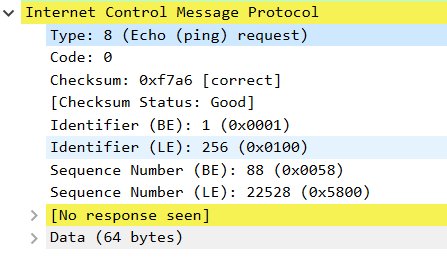 Internet Control Message Protocol
Type: 8 (Echo (ping) request)
Code: 0
Checksum: 0xf7a6 [correct]
[Checksum Status: Good]
Identifier (BE): 1 (0x0001)
Identifier (LE): 256 (0x0100)
Sequence Number (BE): 88 (0x0058)
Sequence Number (LE): 22528 (0x5800)
[No response seen]
Data (64 bytes)